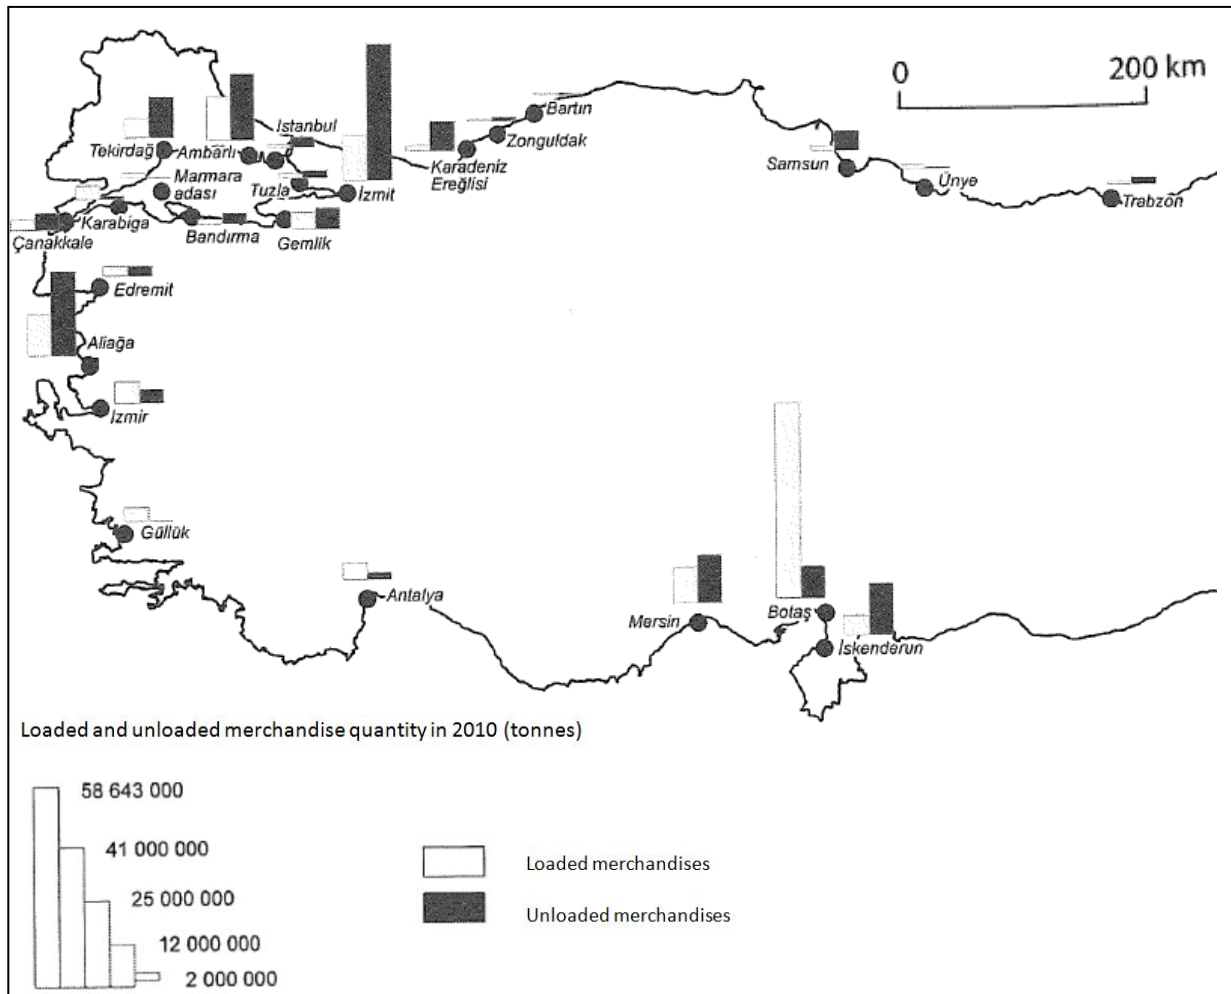 0
200 km
Bartın
Istanbul
Zonguldak
Tekirdağ
Ambarlı
Karadeniz
Ereğlisi
Samsun
Marmara
adası
Tuzla
İzmit
Ünye
Trabzon
Karabiga
Çanakkale
Bandırma
Gemlik
Edremit
Aliağa
İzmir
Güllük
Antalya
Mersin
Botaş
İskenderun
Loaded and unloaded merchandise quantity in 2010 (tonnes)
58 643 000
41 000 000
25 000 000
12 000 000
2 000 000
Loaded merchandises
Unloaded merchandises